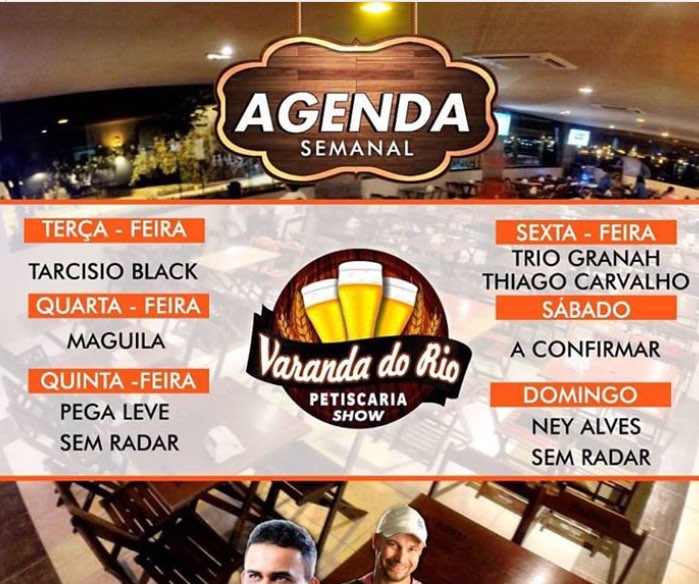 AGENDA
SEMANAL
TERÇA - FEIRA
TARCISIO BLACK
QUARTA - FEIRA
MAGUILA
QUINTA -FEIRA
PEGA LEVE
SEM RADAR
Varanda do Rio
PETISCARIA
SHOW
SEXTA - FEIRA
TRIO GRANAH
THIAGO CARVALHO
SÁBADO
A CONFIRMAR
DOMINGO
NEY ALVES
SEM RADAR